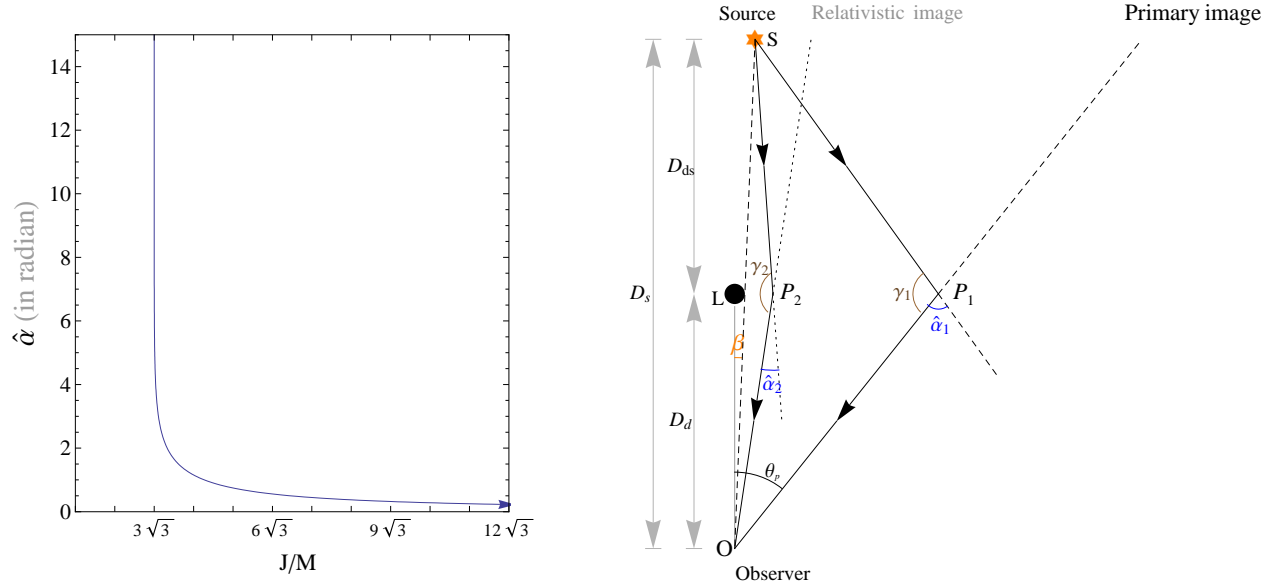 14
12
10
8
6
4
2
0
α̂ (in radian)
3√3
6√3
9√3
12√3
J/M
Source
Relativistic image
Primary image
S
D_ds
D_s
L
γ₂
P₂
γ₁
P₁
α̂₁
β
α̂₂
D_d
θ_p
O
Observer